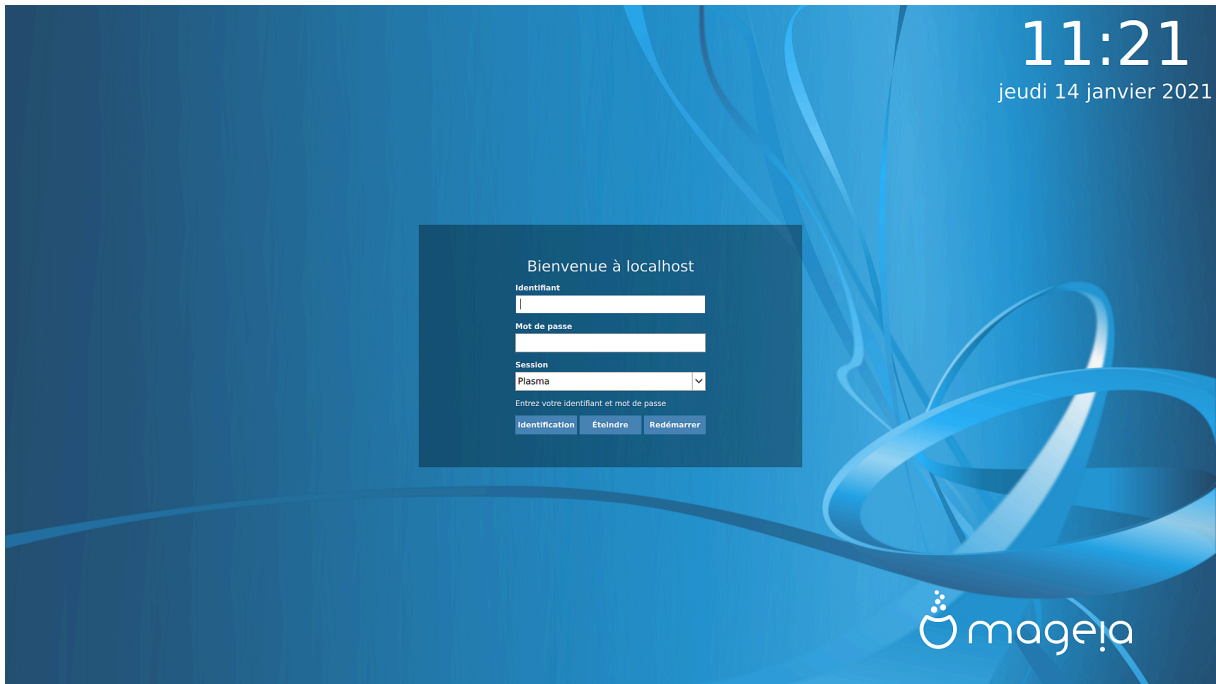 11:21
jeudi 14 janvier 2021
Bienvenue à localhost
Identifiant
Mot de passe
Session
Plasma
Entrez votre identifiant et mot de passe
Identification Éteindre Redémarrer
mageia